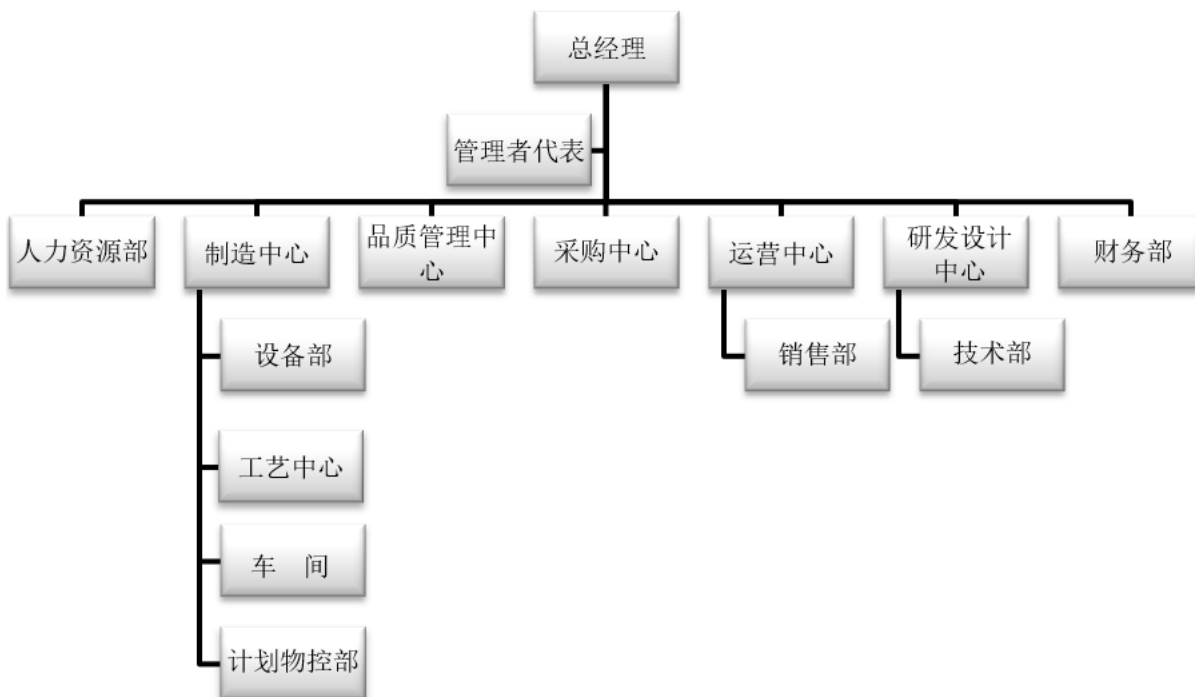 总经理
管理者代表
人力资源部
制造中心
品质管理中
心
采购中心
运营中心
研发设计
中心
财务部
设备部
销售部
技术部
工艺中心
车　间
计划物控部